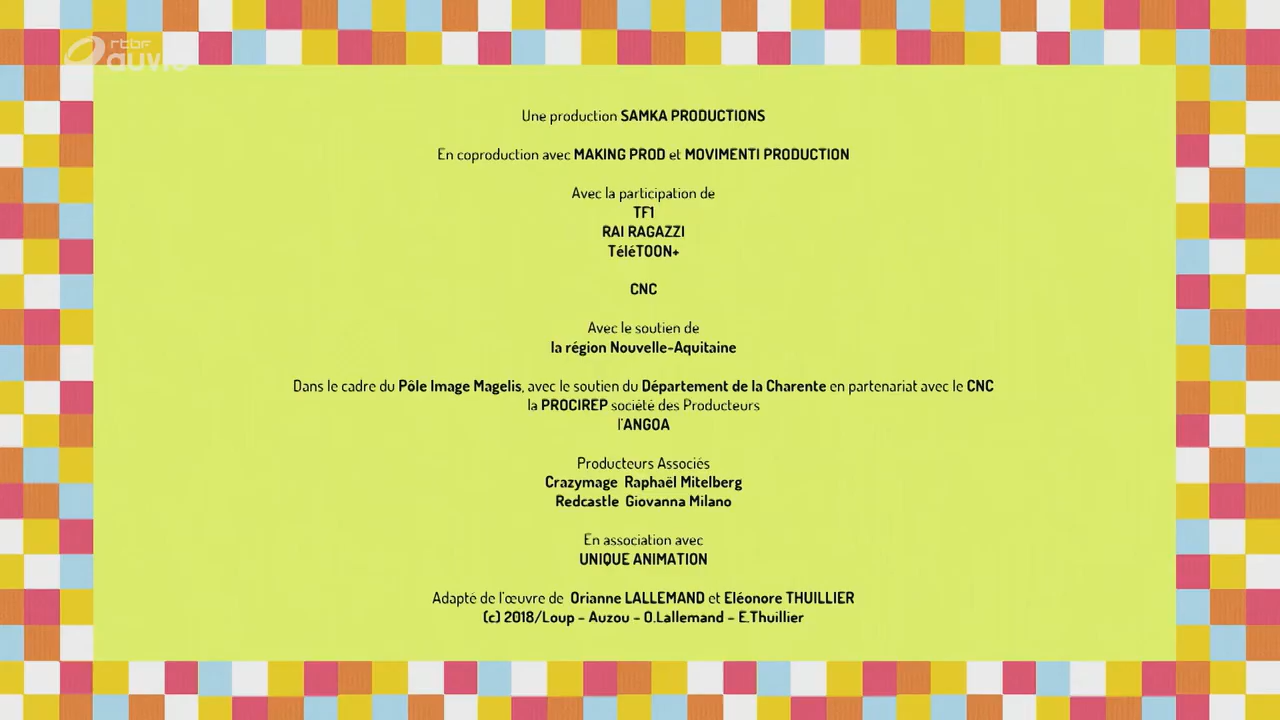 rtbf
auvio
Une production SAMKA PRODUCTIONS
En coproduction avec MAKING PROD et MOVIMENTI PRODUCTION
Avec la participation de
TF1
RAI RAGAZZI
TéléTOON+
CNC
Avec le soutien de
la région Nouvelle-Aquitaine
Dans le cadre du Pôle Image Magelis, avec le soutien du Département de la Charente en partenariat avec le CNC
la PROCIREP société des Producteurs
l'ANGOA
Producteurs Associés
Crazymage Raphaël Mitelberg
Redcastle Giovanna Milano
En association avec
UNIQUE ANIMATION
Adapté de l'œuvre de Orianne LALLEMAND et Eléonore THUILLIER
(c) 2018/Loup - Auzou - O.Lallemand - E.Thuillier